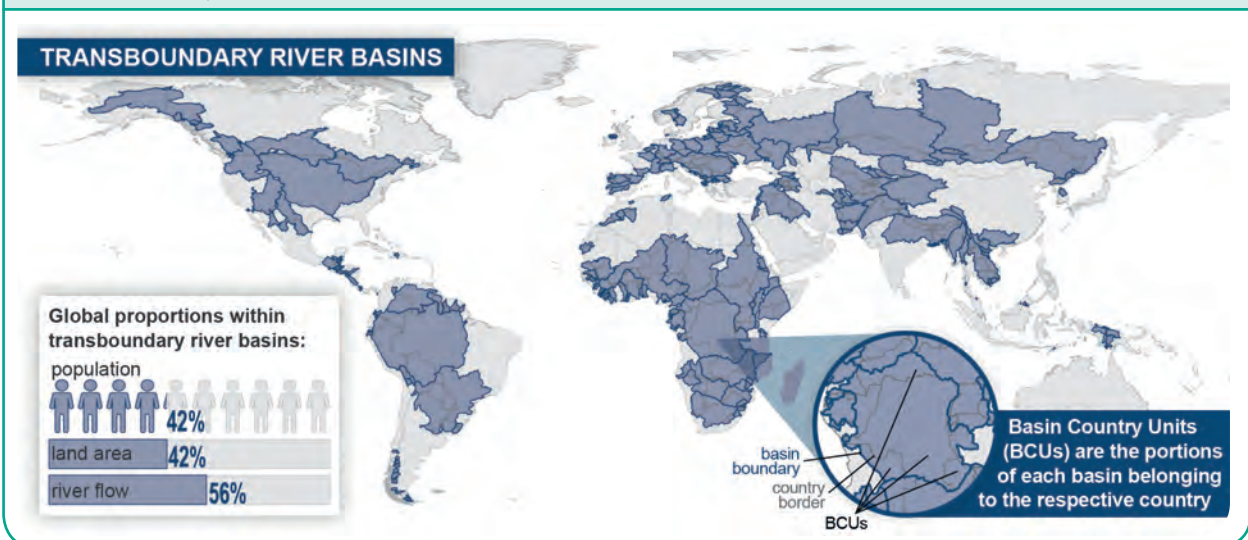 TRANSBOUNDARY RIVER BASINS
Global proportions within
transboundary river basins:
population
42%
land area
42%
river flow
56%
basin
boundary
country
border
BCUs
Basin Country Units
(BCUs) are the portions
of each basin belonging
to the respective country